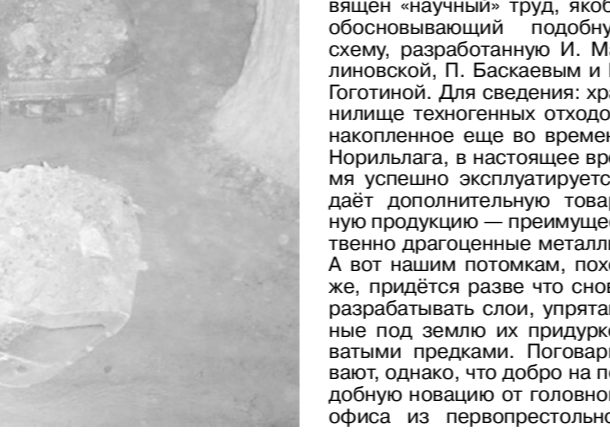 вящен «научный» труд, якоб
обосновывающий подобну
схему, разработанную И. Ма
линовской, П. Баскаевым и
Гоготиной. Для сведения: хра
нилище техногенных отходо
накопленное еще во времен
Норильлага, в настоящее вре
мя успешно эксплуатируетс
даёт дополнительную товар
ную продукцию — преимущес
твенно драгоценные металл
А вот нашим потомкам, похо
же, придётся разве что снов
разрабатывать слои, упрятан
ные под землю их придурко
ватыми предками. Поговари
вают, однако, что добро на по
добную новацию от головног
офиса из первопрестольно